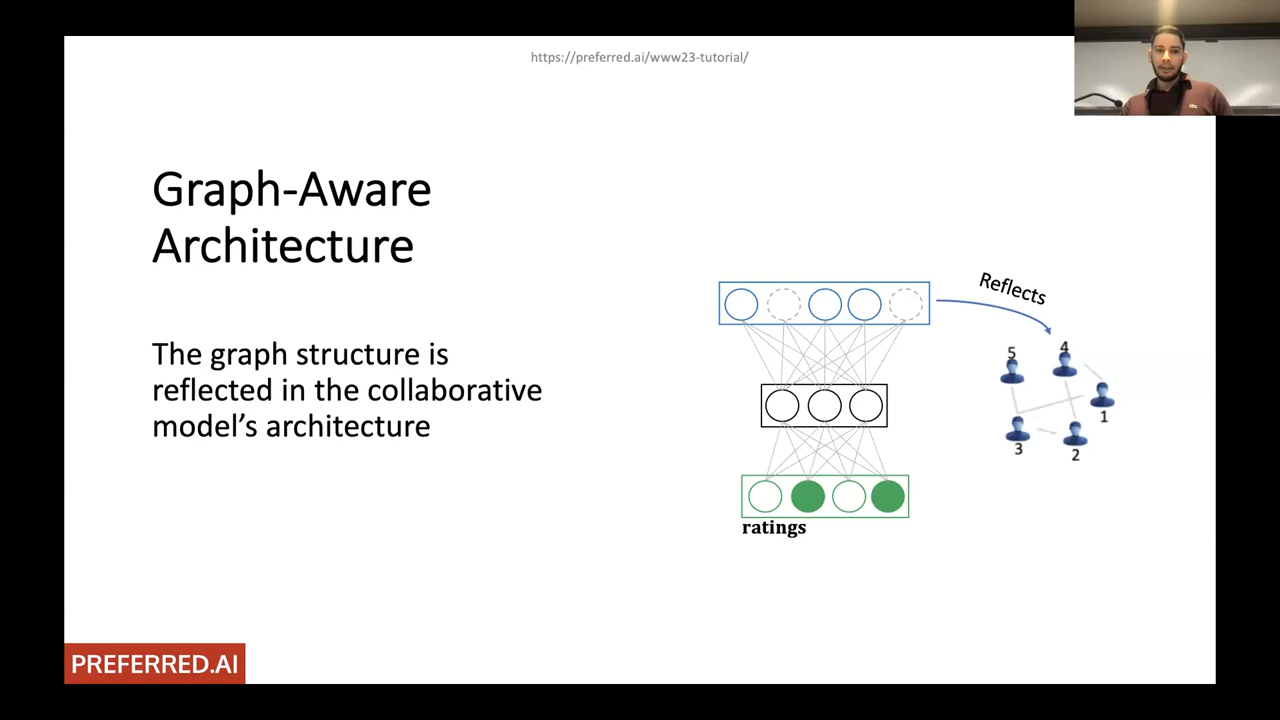 https://preferred.ai/www23-tutorial/
Graph-Aware
Architecture
The graph structure is
reflected in the collaborative
model's architecture
Reflects
5
4
1
3
2
ratings
PREFERRED.AI